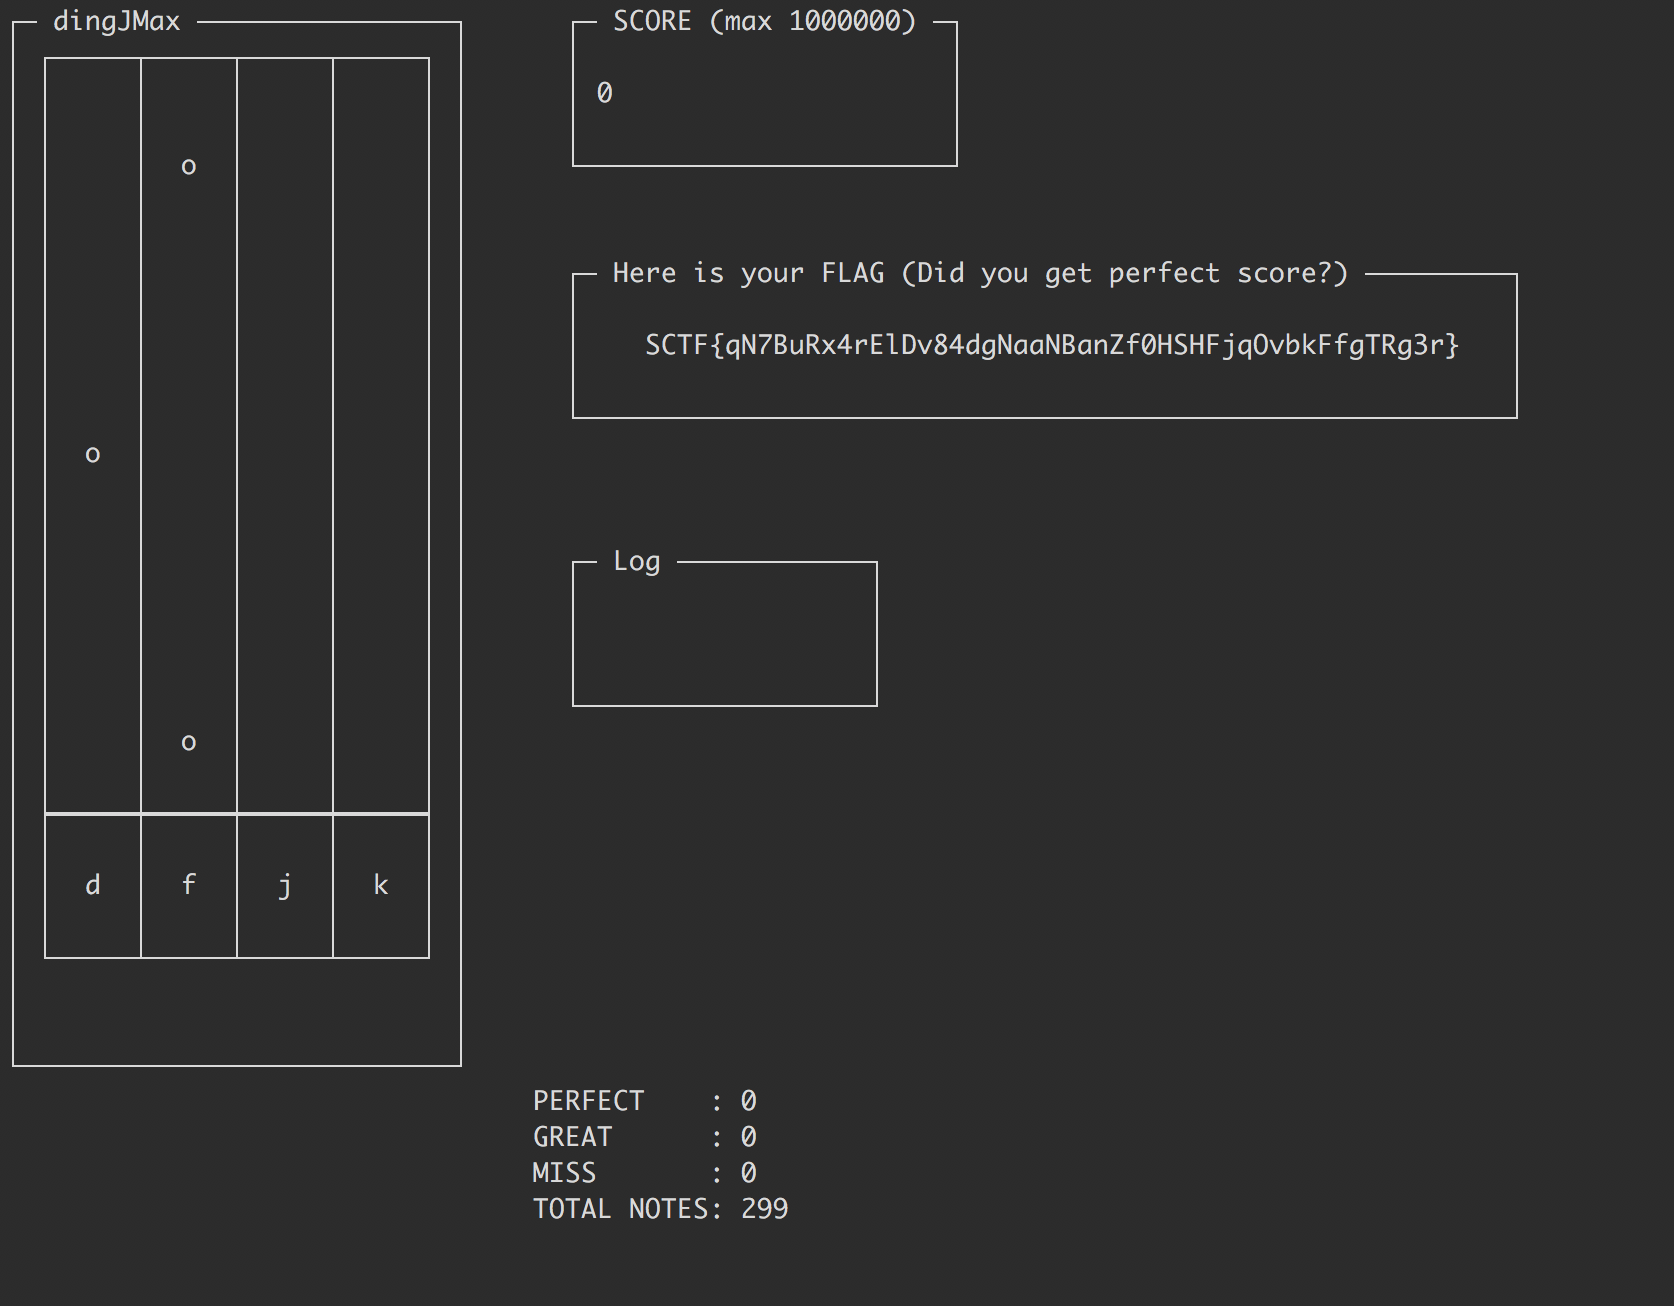 dingJMax
o
o
o
d f j k
SCORE (max 1000000)
0
Here is your FLAG (Did you get perfect score?)
SCTF{qN7BuRx4rElDv84dgNaaNBanZf0HSHFjqOvbkFfgTRg3r}
Log
PERFECT : 0
GREAT : 0
MISS : 0
TOTAL NOTES: 299